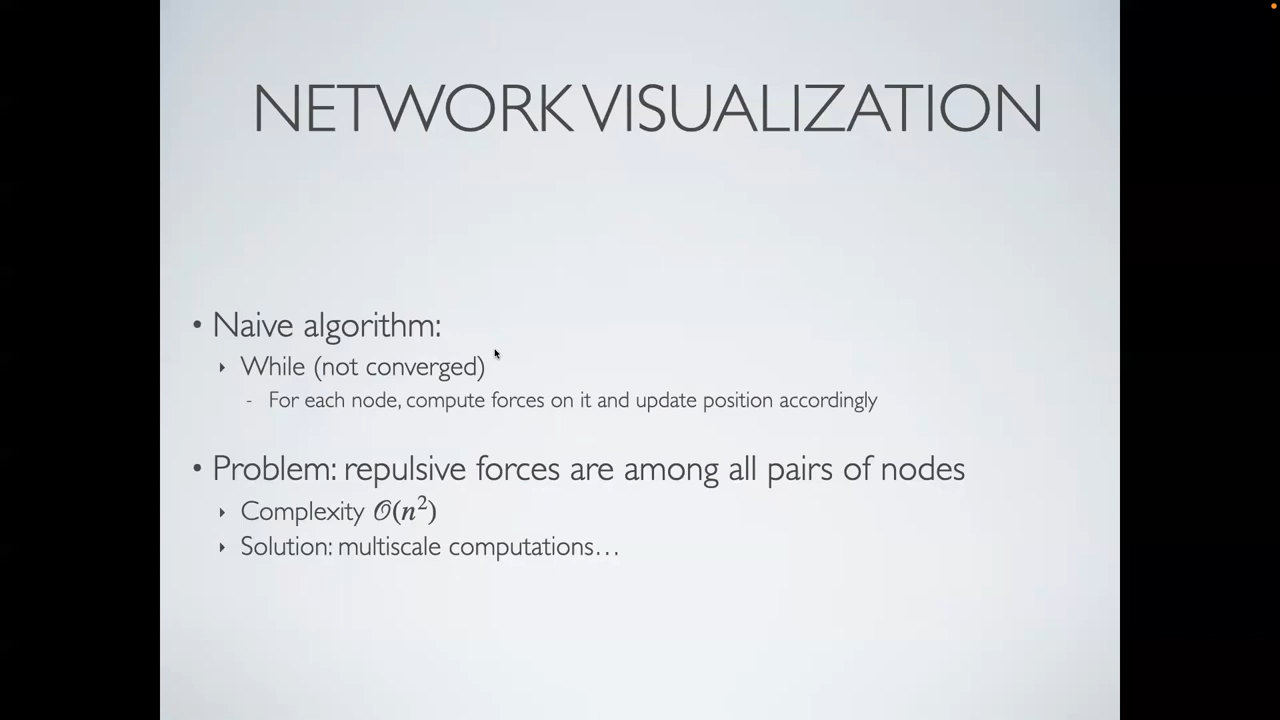 NETWORK VISUALIZATION
• Naive algorithm:
‣ While (not converged)
- For each node, compute forces on it and update position accordingly
• Problem: repulsive forces are among all pairs of nodes
‣ Complexity 𝒪(n²)
‣ Solution: multiscale computations…